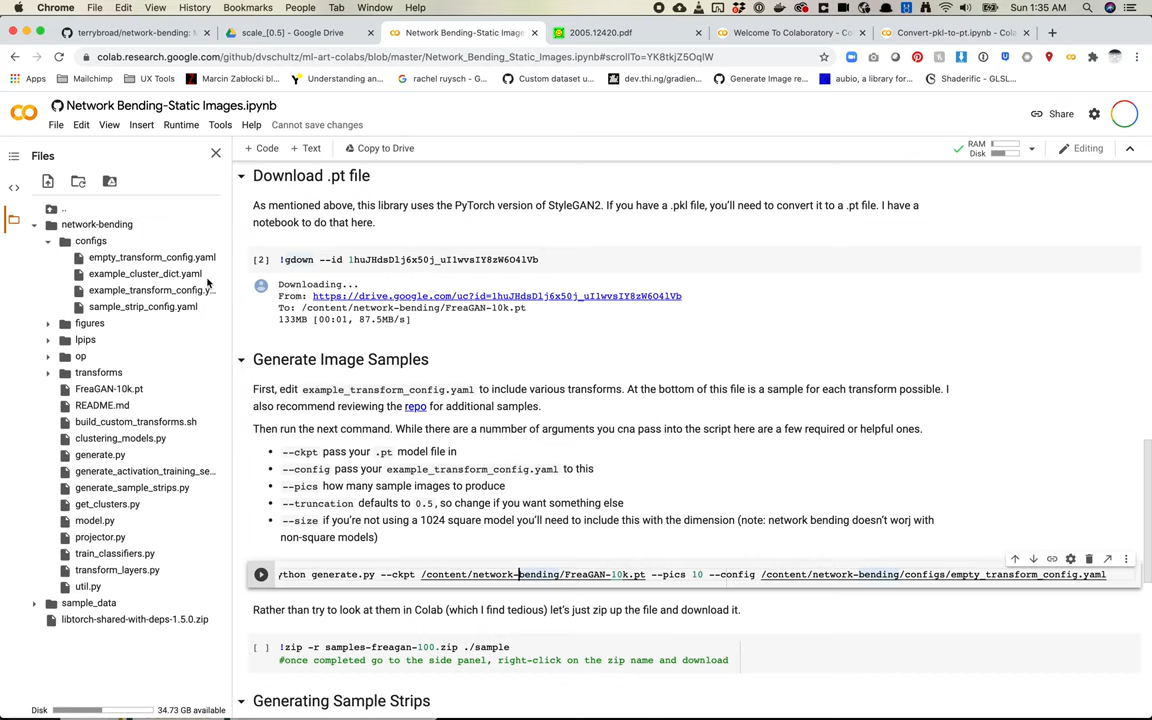 Chrome File Edit View History Bookmarks People Tab Window Help Sun 1:35 AM
terrybroad/network-bending: N scale_[0.5] - Google Drive Network Bending-Static Image 2005.12420.pdf Welcome To Colaboratory - Co Convert-pkl-to-pt.ipynb - Cola
colab.research.google.com/github/dvschultz/ml-art-colabs/blob/master/Network_Bending_Static_Images.ipynb#scrollTo=YK8tkjZ5OqlW
Apps Mailchimp UX Tools Marcin Zabłocki bl... Understanding an... rachel ruysch - G... Custom dataset u... dev.thi.ng/gradien... Generate Image re... aubio, a library for... Shaderific - GLSL...
Network Bending-Static Images.ipynb
File Edit View Insert Runtime Tools Help Cannot save changes
Share
Files
+ Code + Text Copy to Drive
RAM
Disk
Editing
..
network-bending
configs
empty_transform_config.yaml
example_cluster_dict.yaml
example_transform_config.y...
sample_strip_config.yaml
figures
lpips
op
transforms
FreaGAN-10k.pt
README.md
build_custom_transforms.sh
clustering_models.py
generate.py
generate_activation_training_se...
generate_sample_strips.py
get_clusters.py
model.py
projector.py
train_classifiers.py
transform_layers.py
util.py
sample_data
libtorch-shared-with-deps-1.5.0.zip
Disk 34.73 GB available
Download .pt file
As mentioned above, this library uses the PyTorch version of StyleGAN2. If you have a .pkl file, you'll need to convert it to a .pt file. I have a
notebook to do that here.
[2] !gdown --id 1huJHdsDlj6x50j_uI1wvsIY8zW6O4lVb
Downloading...
From: https://drive.google.com/uc?id=1huJHdsDlj6x50j_uI1wvsIY8zW6O4lVb
To: /content/network-bending/FreaGAN-10k.pt
133MB [00:01, 87.5MB/s]
Generate Image Samples
First, edit example_transform_config.yaml to include various transforms. At the bottom of this file is a sample for each transform possible. I
also recommend reviewing the repo for additional samples.
Then run the next command. While there are a nummber of arguments you cna pass into the script here are a few required or helpful ones.
--ckpt pass your .pt model file in
--config pass your example_transform_config.yaml to this
--pics how many sample images to produce
--truncation defaults to 0.5, so change if you want something else
--size if you're not using a 1024 square model you'll need to include this with the dimension (note: network bending doesn't worj with
non-square models)
ython generate.py --ckpt /content/network-bending/FreaGAN-10k.pt --pics 10 --config /content/network-bending/configs/empty_transform_config.yaml
Rather than try to look at them in Colab (which I find tedious) let's just zip up the file and download it.
[ ] !zip -r samples-freagan-100.zip ./sample
#once completed go to the side panel, right-click on the zip name and download
Generating Sample Strips